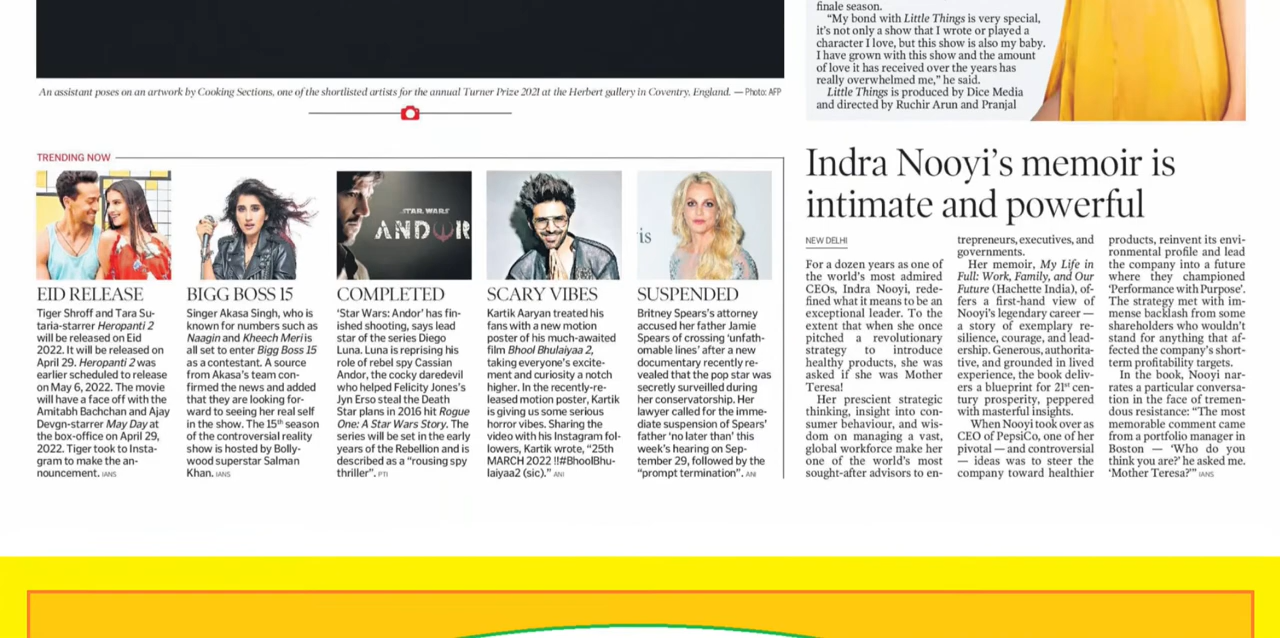 finale season.
“My bond with Little Things is very special,
it’s not only a show that I wrote or played a
character I love, but this show is also my baby.
I have grown with this show and the amount
of love it has received over the years has
really overwhelmed me,” he said.
Little Things is produced by Dice Media
and directed by Ruchir Arun and Pranjal
An assistant poses on an artwork by Cooking Sections, one of the shortlisted artists for the annual Turner Prize 2021 at the Herbert gallery in Coventry, England. — Photo: AFP
TRENDING NOW
EID RELEASE
Tiger Shroff and Tara Su-
taria-starrer Heropanti 2
will be released on Eid
2022. It will be released on
April 29. Heropanti 2 was
earlier scheduled to release
on May 6, 2022. The movie
will have a face off with the
Amitabh Bachchan and Ajay
Devgn-starrer May Day at
the box-office on April 29,
2022. Tiger took to Insta-
gram to make the an-
nouncement. IANS
BIGG BOSS 15
Singer Akasa Singh, who is
known for numbers such as
Naagin and Kheech Meri is
all set to enter Bigg Boss 15
as a contestant. A source
from Akasa’s team con-
firmed the news and added
that they are looking for-
ward to seeing her real self
in the show. The 15th season
of the controversial reality
show is hosted by Bolly-
wood superstar Salman
Khan. IANS
STAR WARS
ANDOR
COMPLETED
‘Star Wars: Andor’ has fin-
ished shooting, says lead
star of the series Diego
Luna. Luna is reprising his
role of rebel spy Cassian
Andor, the cocky daredevil
who helped Felicity Jones’s
Jyn Erso steal the Death
Star plans in 2016 hit Rogue
One: A Star Wars Story. The
series will be set in the early
years of the Rebellion and is
described as a “rousing spy
thriller”. PTI
SCARY VIBES
Kartik Aaryan treated his
fans with a new motion
poster of his much-awaited
film Bhool Bhulaiyaa 2,
taking everyone’s excite-
ment and curiosity a notch
higher. In the recently-re-
leased motion poster, Kartik
is giving us some serious
horror vibes. Sharing the
video with his Instagram fol-
lowers, Kartik wrote, “25th
MARCH 2022 !!#BhoolBhu-
laiyaa2 (sic).” ANI
is
SUSPENDED
Britney Spears’s attorney
accused her father Jamie
Spears of crossing ‘unfath-
omable lines’ after a new
documentary recently re-
vealed that the pop star was
secretly surveilled during
her conservatorship. Her
lawyer called for the imme-
diate suspension of Spears’
father ‘no later than’ this
week’s hearing on Sep-
tember 29, followed by the
“prompt termination”. ANI
Indra Nooyi’s memoir is
intimate and powerful
NEW DELHI
For a dozen years as one of
the world’s most admired
CEOs, Indra Nooyi, rede-
fined what it means to be an
exceptional leader. To the
extent that when she once
pitched a revolutionary
strategy to introduce
healthy products, she was
asked if she was Mother
Teresa!
Her prescient strategic
thinking, insight into con-
sumer behaviour, and wis-
dom on managing a vast,
global workforce make her
one of the world’s most
sought-after advisors to en-
trepreneurs, executives, and
governments.
Her memoir, My Life in
Full: Work, Family, and Our
Future (Hachette India), of-
fers a first-hand view of
Nooyi’s legendary career —
a story of exemplary re-
silience, courage, and lead-
ership. Generous, authorita-
tive, and grounded in lived
experience, the book deliv-
ers a blueprint for 21st cen-
tury prosperity, peppered
with masterful insights.
When Nooyi took over as
CEO of PepsiCo, one of her
pivotal — and controversial
— ideas was to steer the
company toward healthier
products, reinvent its envi-
ronmental profile and lead
the company into a future
where they championed
‘Performance with Purpose’.
The strategy met with im-
mense backlash from some
shareholders who wouldn’t
stand for anything that af-
fected the company’s short-
term profitability targets.
In the book, Nooyi nar-
rates a particular conversa-
tion in the face of tremen-
dous resistance: “The most
memorable comment came
from a portfolio manager in
Boston — ‘Who do you
think you are?’ he asked me.
‘Mother Teresa?’” IANS